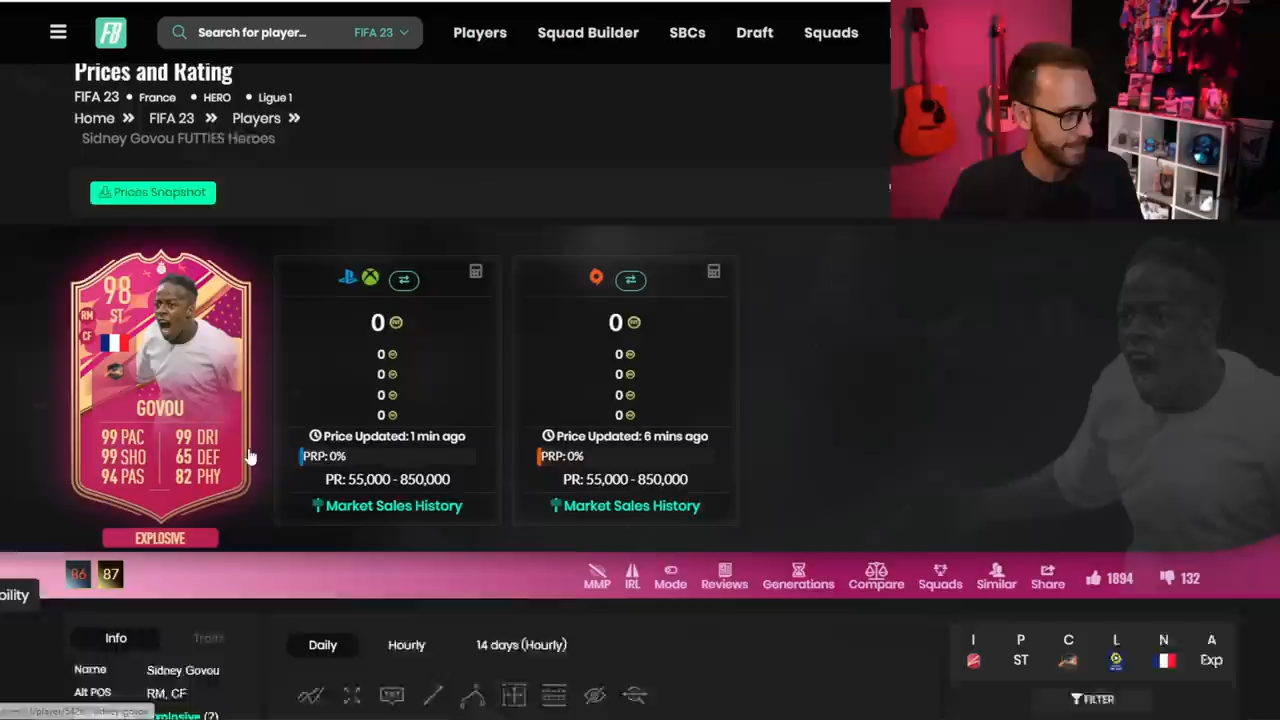 FB
Search for player...
FIFA 23
Players
Squad Builder
SBCs
Draft
Squads
23
Prices and Rating
FIFA 23 • France • HERO • Ligue 1
Home » FIFA 23 » Players »
Sidney Govou FUTTIES Heroes
Prices Snapshot
98
ST
RM
CF
GOVOU
99 PAC
99 SHO
94 PAS
99 DRI
65 DEF
82 PHY
EXPLOSIVE
0
0
0
0
0
Price Updated: 1 min ago
PRP: 0%
PR: 55,000 - 850,000
Market Sales History
0
0
0
0
0
Price Updated: 6 mins ago
PRP: 0%
PR: 55,000 - 850,000
Market Sales History
86
87
MMP
IRL
Mode
Reviews
Generations
Compare
Squads
Similar
Share
1894
132
bility
Info
Traits
Name Sidney Govou
Alt POS RM, CF
Explosive (?)
Daily
Hourly
14 days (Hourly)
I P C L N A
ST
Exp
FILTER